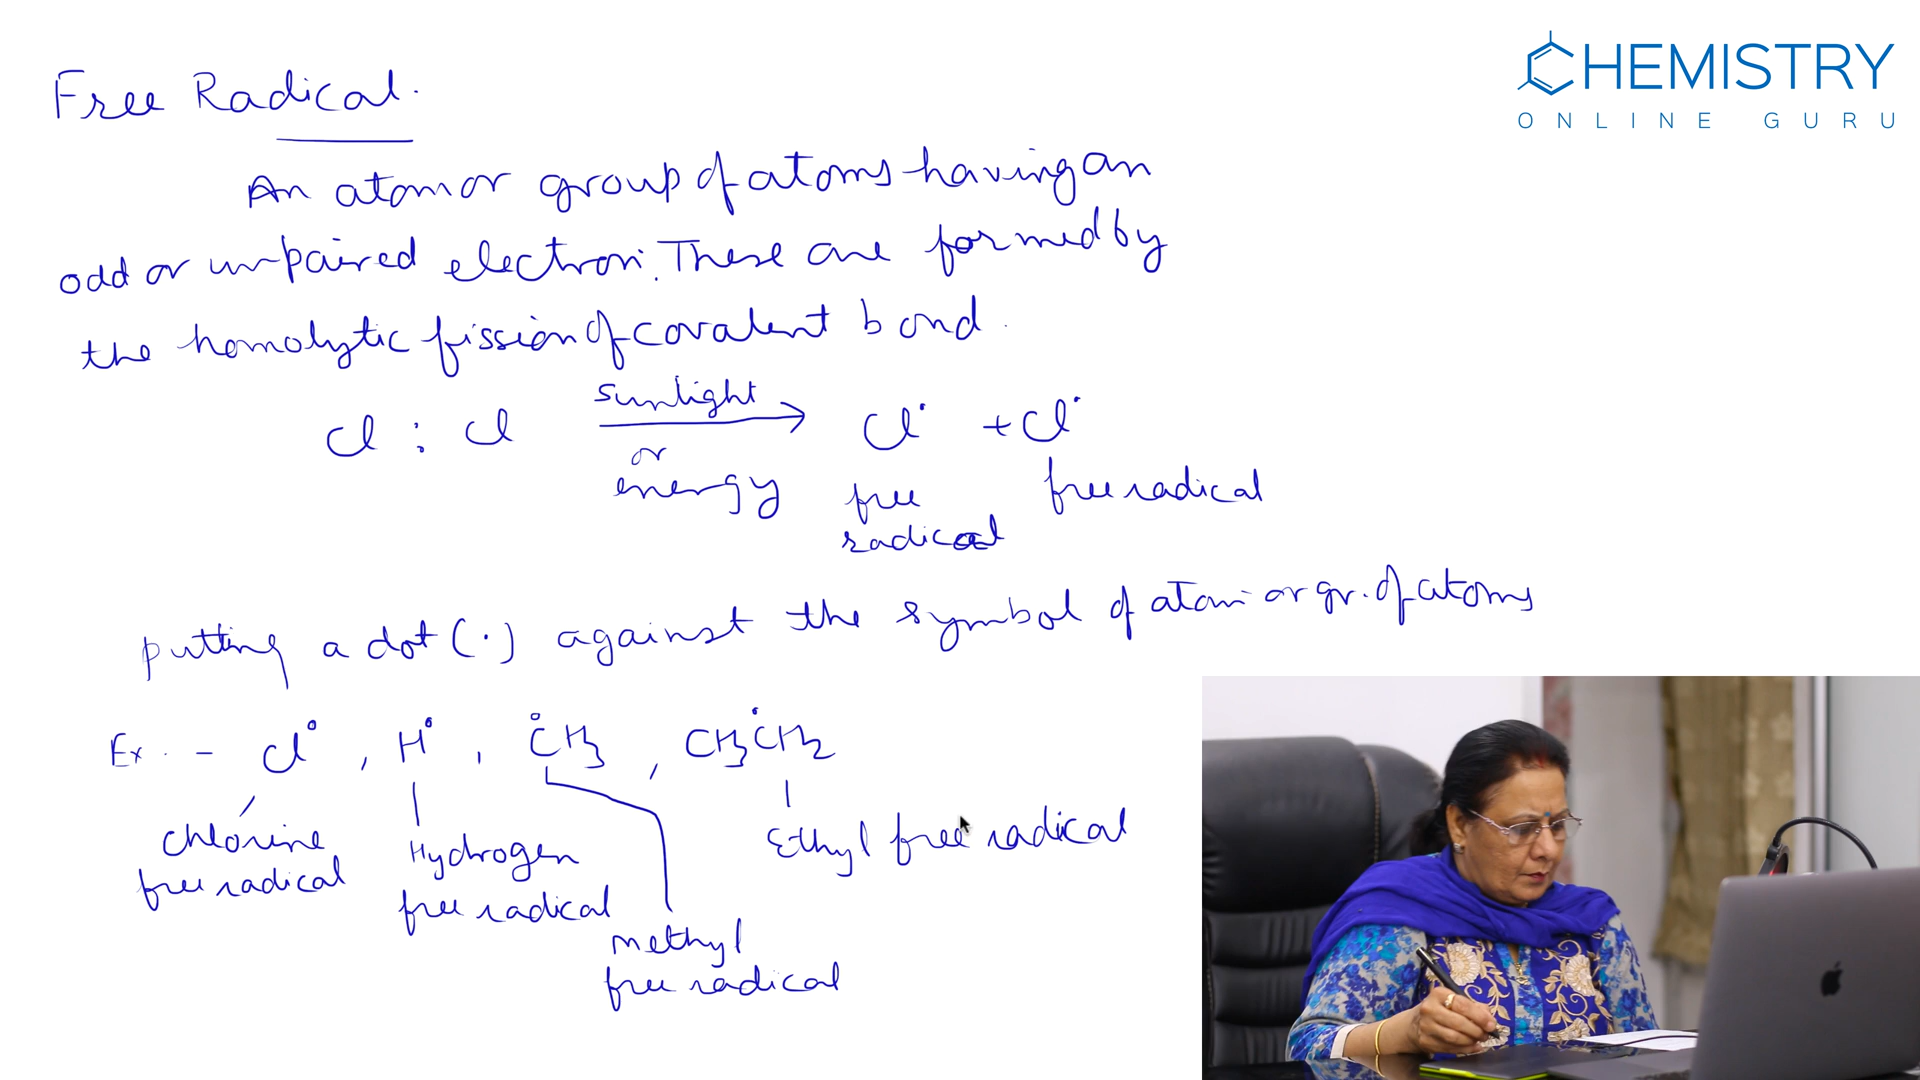 CHEMISTRY
ONLINE GURU
Free Radical.
An atom or group of atoms having an
odd or unpaired electron. These are formed by
the homolytic fission of covalent bond.
Cl : Cl sunlight or energy → Cl• + Cl•
free radical free radical
putting a dot (·) against the symbol of atom or gr. of atoms
Ex. - Cl•, H•, ĊH3, CH3ĊH2
chlorine free radical
Hydrogen free radical
methyl free radical
Ethyl free radical